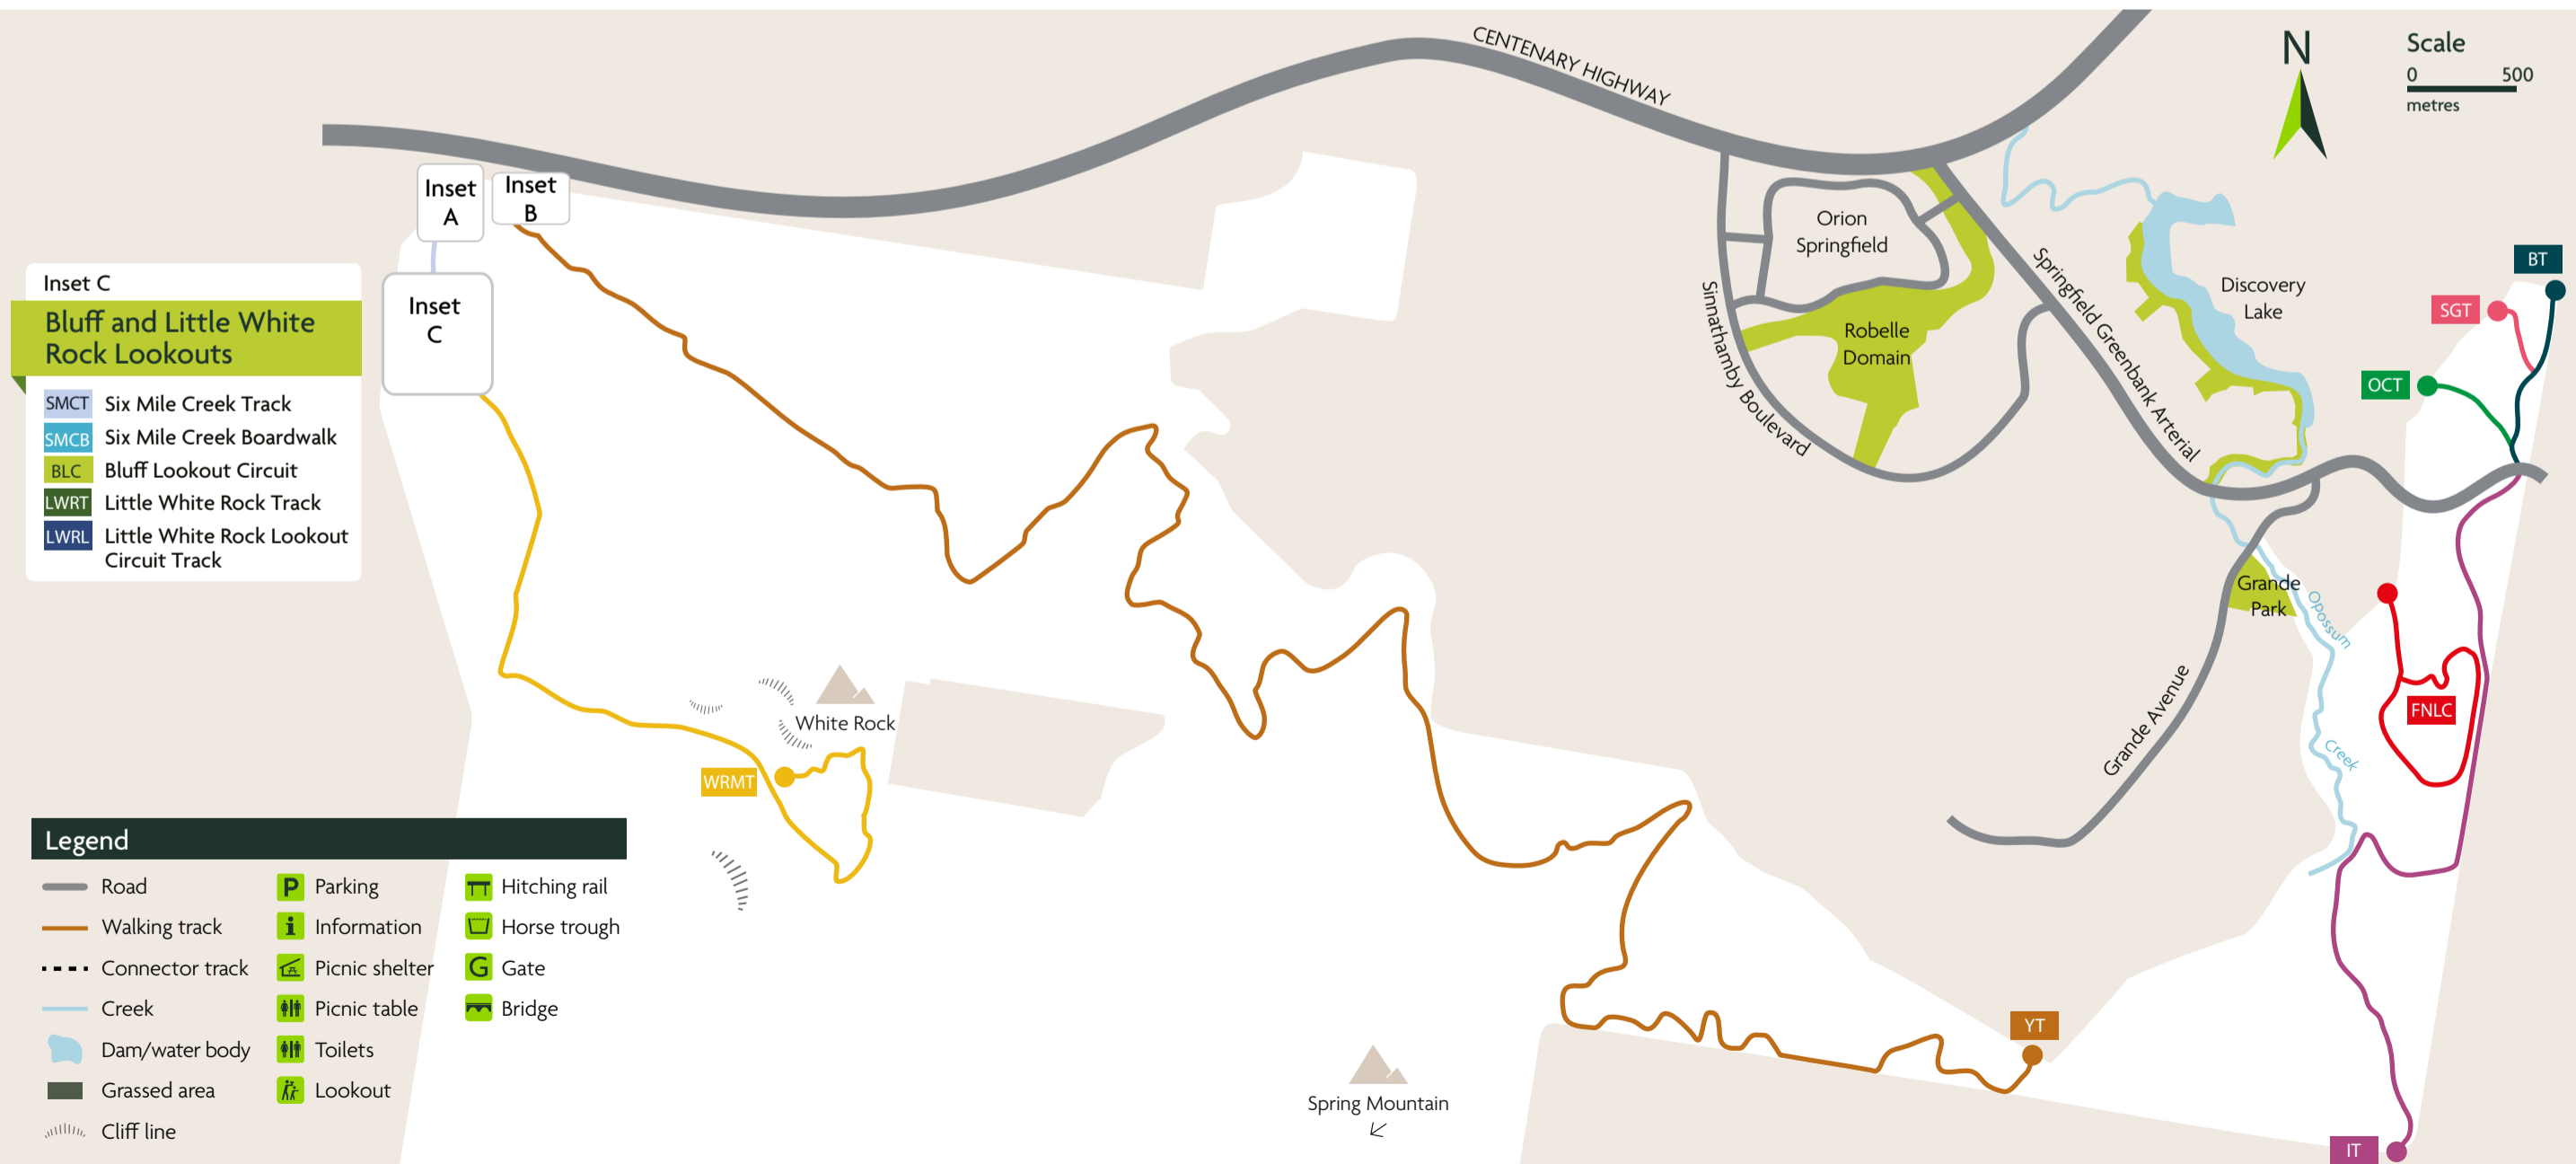 CENTENARY HIGHWAY
N
Scale
0 500
metres
Inset
A
Inset
B
Inset
C
Inset C
Bluff and Little White
Rock Lookouts
SMCT Six Mile Creek Track
SMCB Six Mile Creek Boardwalk
BLC Bluff Lookout Circuit
LWRT Little White Rock Track
LWRL Little White Rock Lookout
Circuit Track
Orion
Springfield
Robelle
Domain
Sinnathamby Boulevard
Springfield Greenbank Arterial
Discovery
Lake
BT
SGT
OCT
Grande
Park
Opossum
Creek
Grande Avenue
FNLC
White Rock
WRMT
YT
IT
Spring Mountain
Legend
Road
Walking track
Connector track
Creek
Dam/water body
Grassed area
Cliff line
P Parking
i Information
Picnic shelter
Picnic table
Toilets
Lookout
Hitching rail
Horse trough
G Gate
Bridge